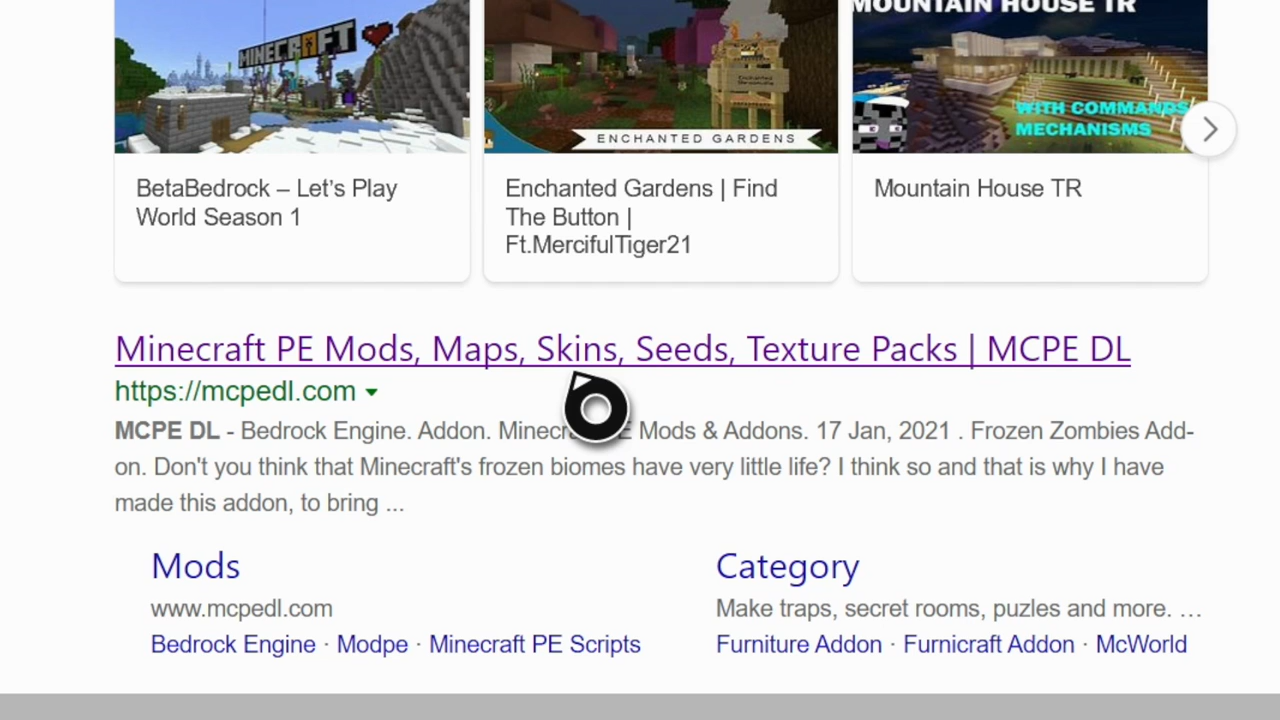 MINECRAFT
ENCHANTED GARDENS
MOUNTAIN HOUSE TR
WITH COMMANDS
MECHANISMS
BetaBedrock – Let's Play
World Season 1
Enchanted Gardens | Find
The Button |
Ft.MercifulTiger21
Mountain House TR
Minecraft PE Mods, Maps, Skins, Seeds, Texture Packs | MCPE DL
https://mcpedl.com
MCPE DL - Bedrock Engine. Addon. Minecr E Mods & Addons. 17 Jan, 2021 . Frozen Zombies Add-
on. Don't you think that Minecraft's frozen biomes have very little life? I think so and that is why I have
made this addon, to bring ...
Mods
Category
www.mcpedl.com
Make traps, secret rooms, puzles and more. …
Bedrock Engine · Modpe · Minecraft PE Scripts
Furniture Addon · Furnicraft Addon · McWorld